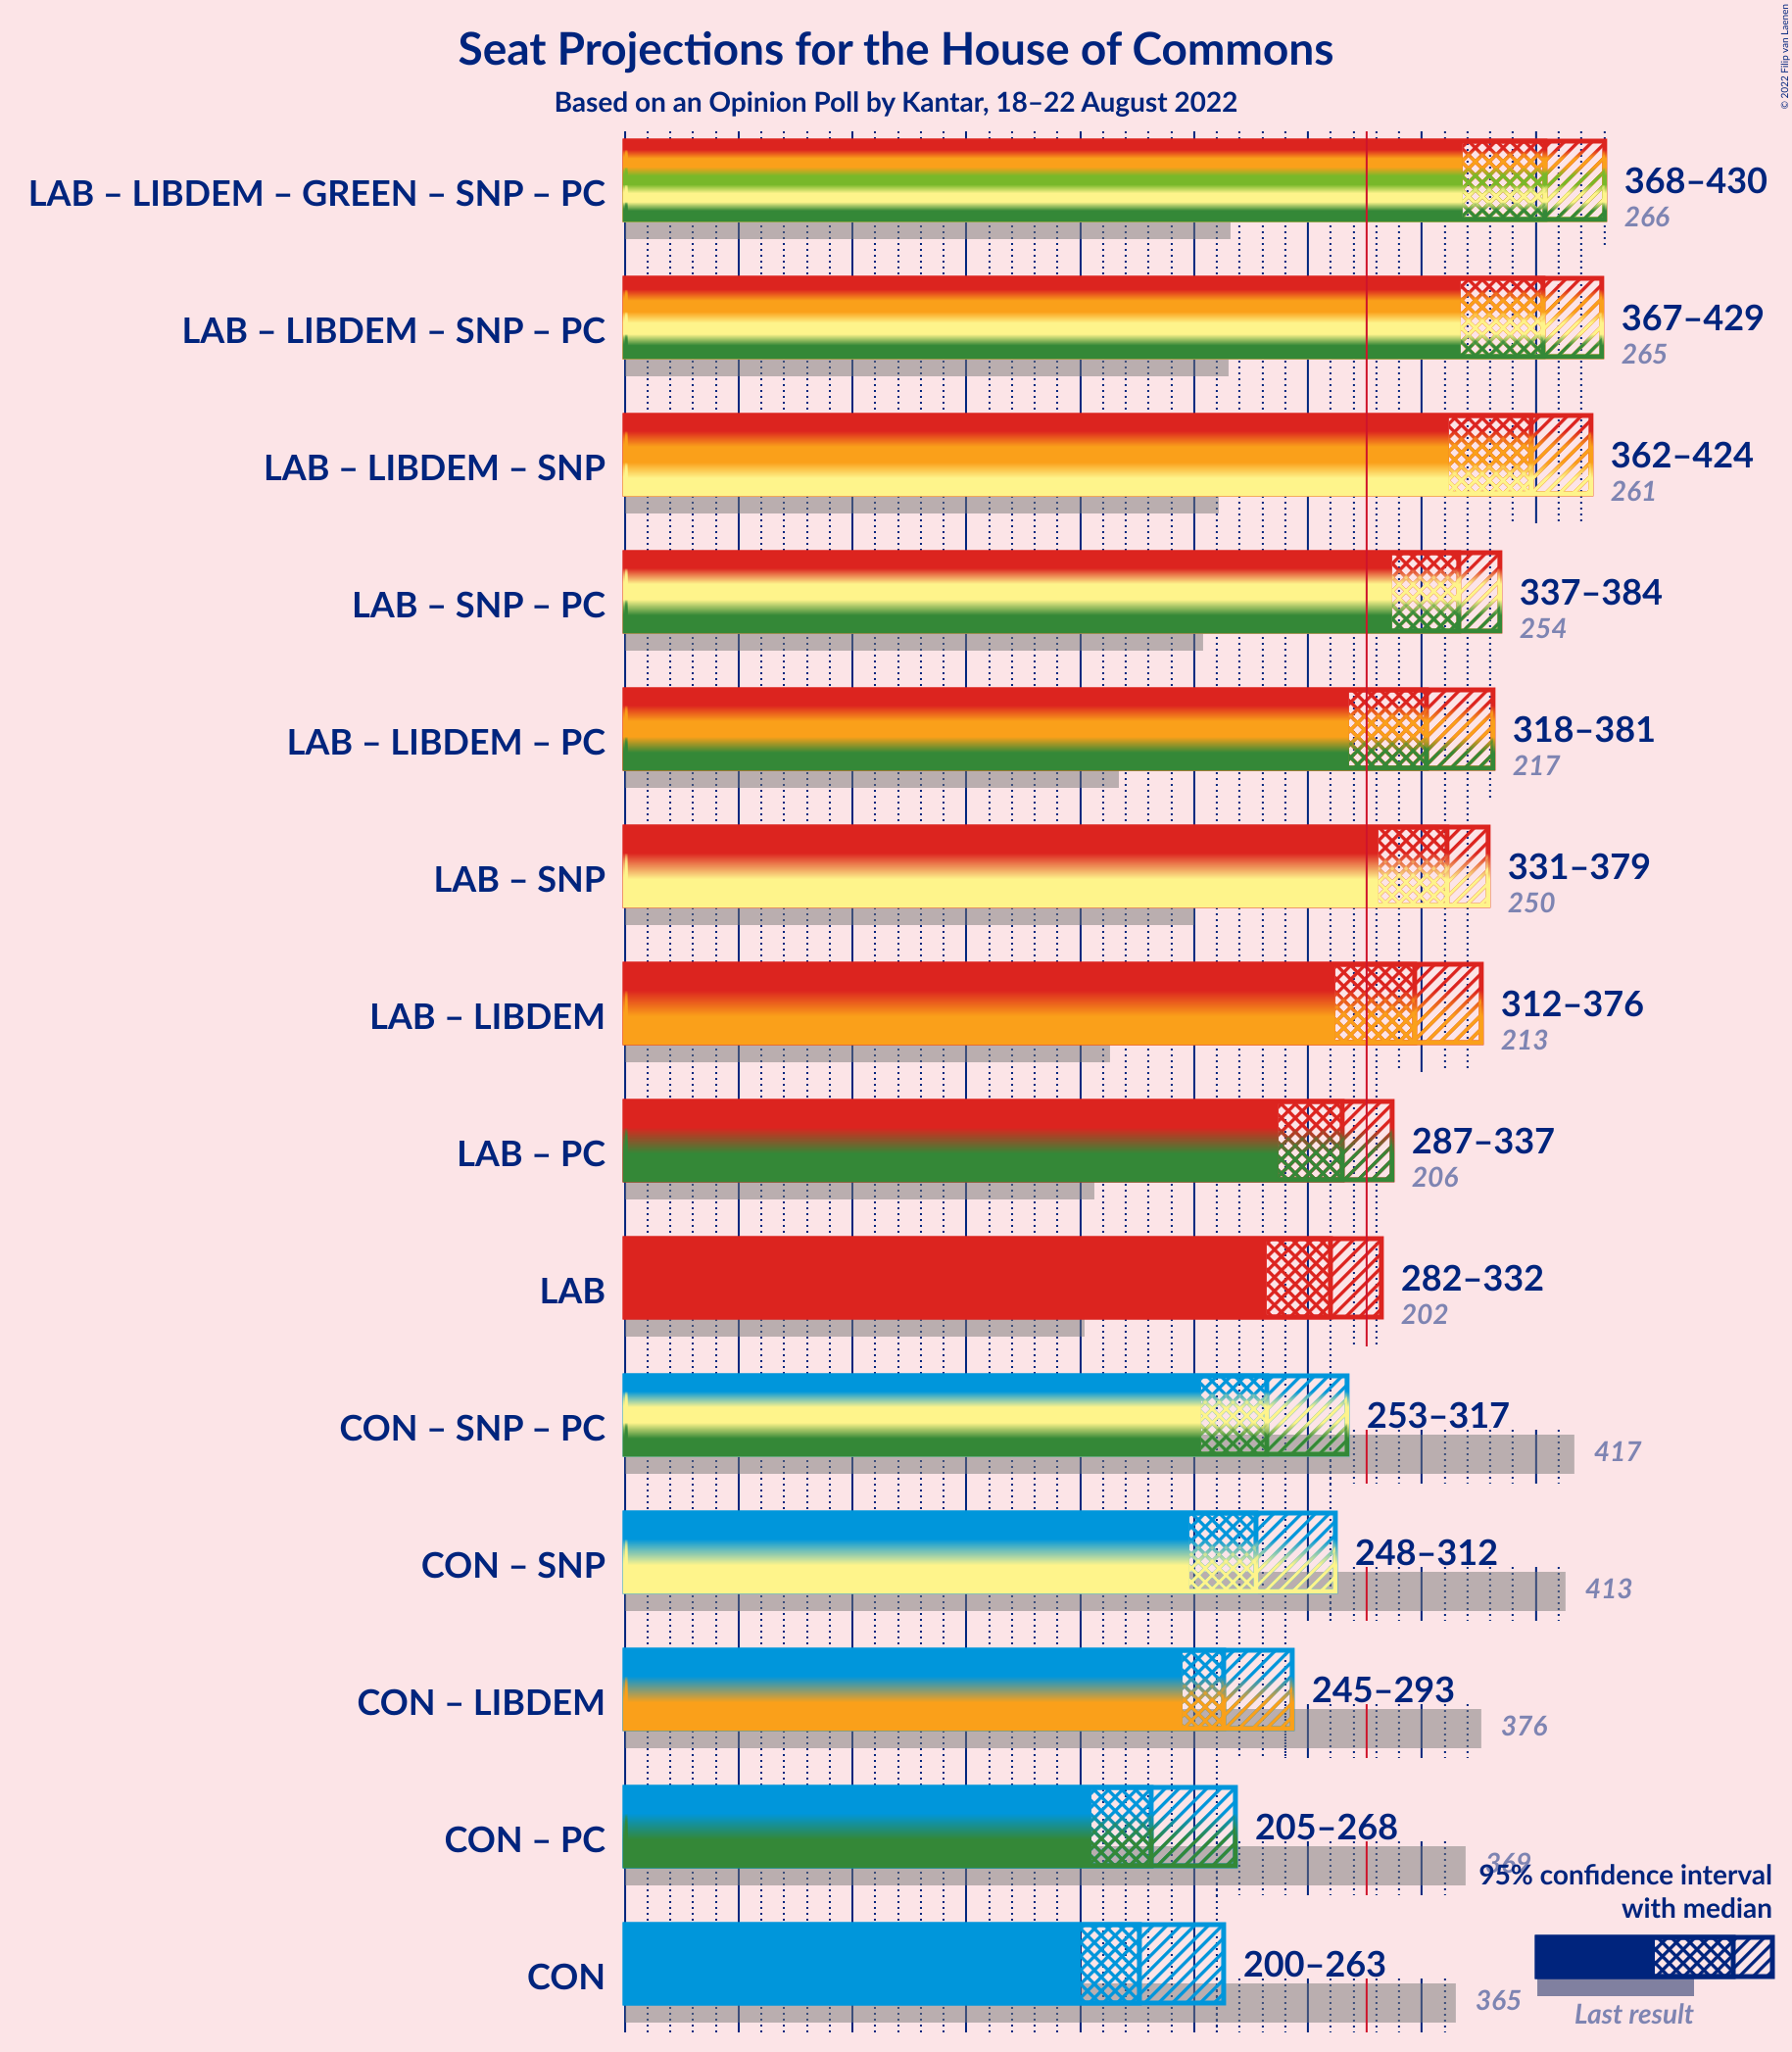 Seat Projections for the House of Commons
Based on an Opinion Poll by Kantar, 18–22 August 2022
© 2022 Filip van Laenen
LAB – LIBDEM – GREEN – SNP – PC
368–430
266
LAB – LIBDEM – SNP – PC
367–429
265
LAB – LIBDEM – SNP
362–424
261
LAB – SNP – PC
337–384
254
LAB – LIBDEM – PC
318–381
217
LAB – SNP
331–379
250
LAB – LIBDEM
312–376
213
LAB – PC
287–337
206
LAB
282–332
202
CON – SNP – PC
253–317
417
CON – SNP
248–312
413
CON – LIBDEM
245–293
376
CON – PC
205–268
369
95% confidence interval
with median
CON
200–263
365
Last result